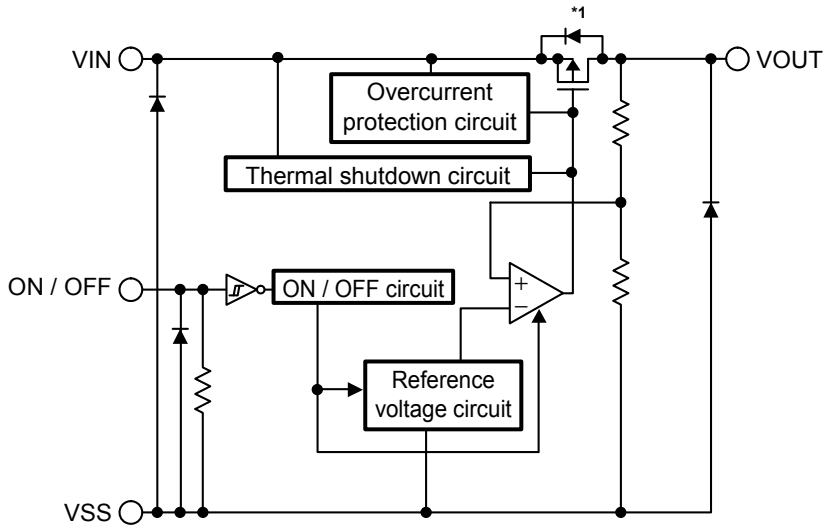 *1
VIN
VOUT
Overcurrent
protection circuit
Thermal shutdown circuit
ON / OFF
ON / OFF circuit
+
−
Reference
voltage circuit
VSS